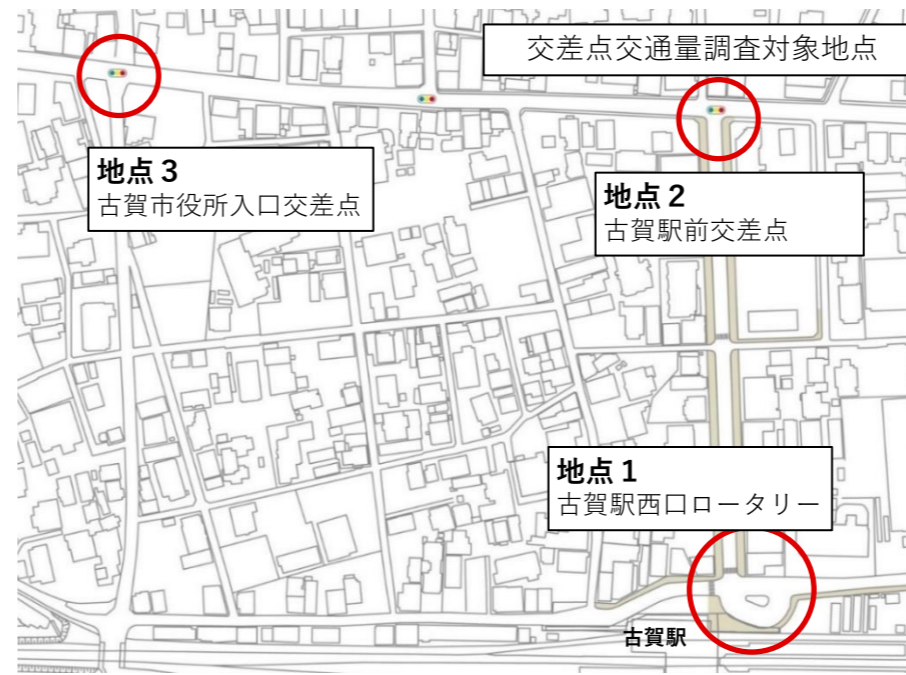 交差点交通量調査対象地点
地点３
古賀市役所入口交差点
地点２
古賀駅前交差点
地点１
古賀駅西口ロータリー
古賀駅